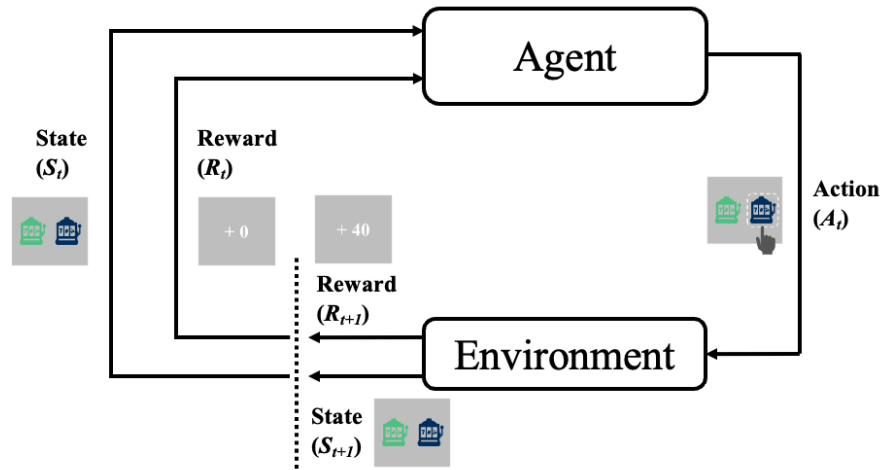 Agent
State
(St)
Reward
(Rt)
+ 0
+ 40
Action
(At)
Reward
(Rt+1)
Environment
State
(St+1)